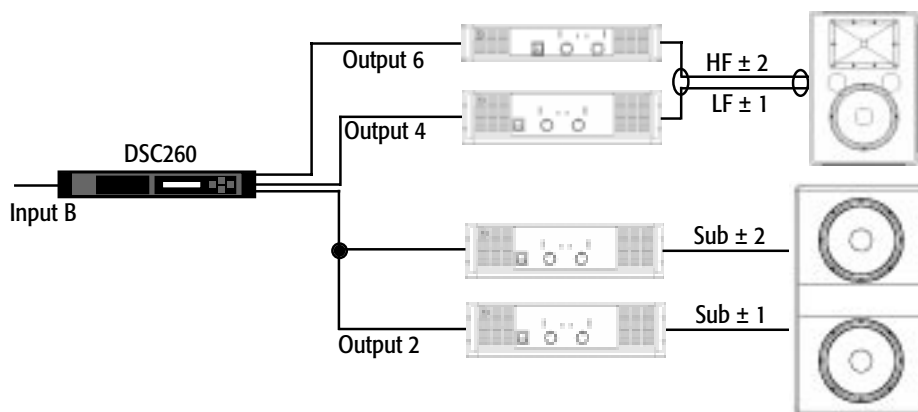 Output 6
HF ± 2
LF ± 1
Output 4
DSC260
Input B
Sub ± 2
Sub ± 1
Output 2